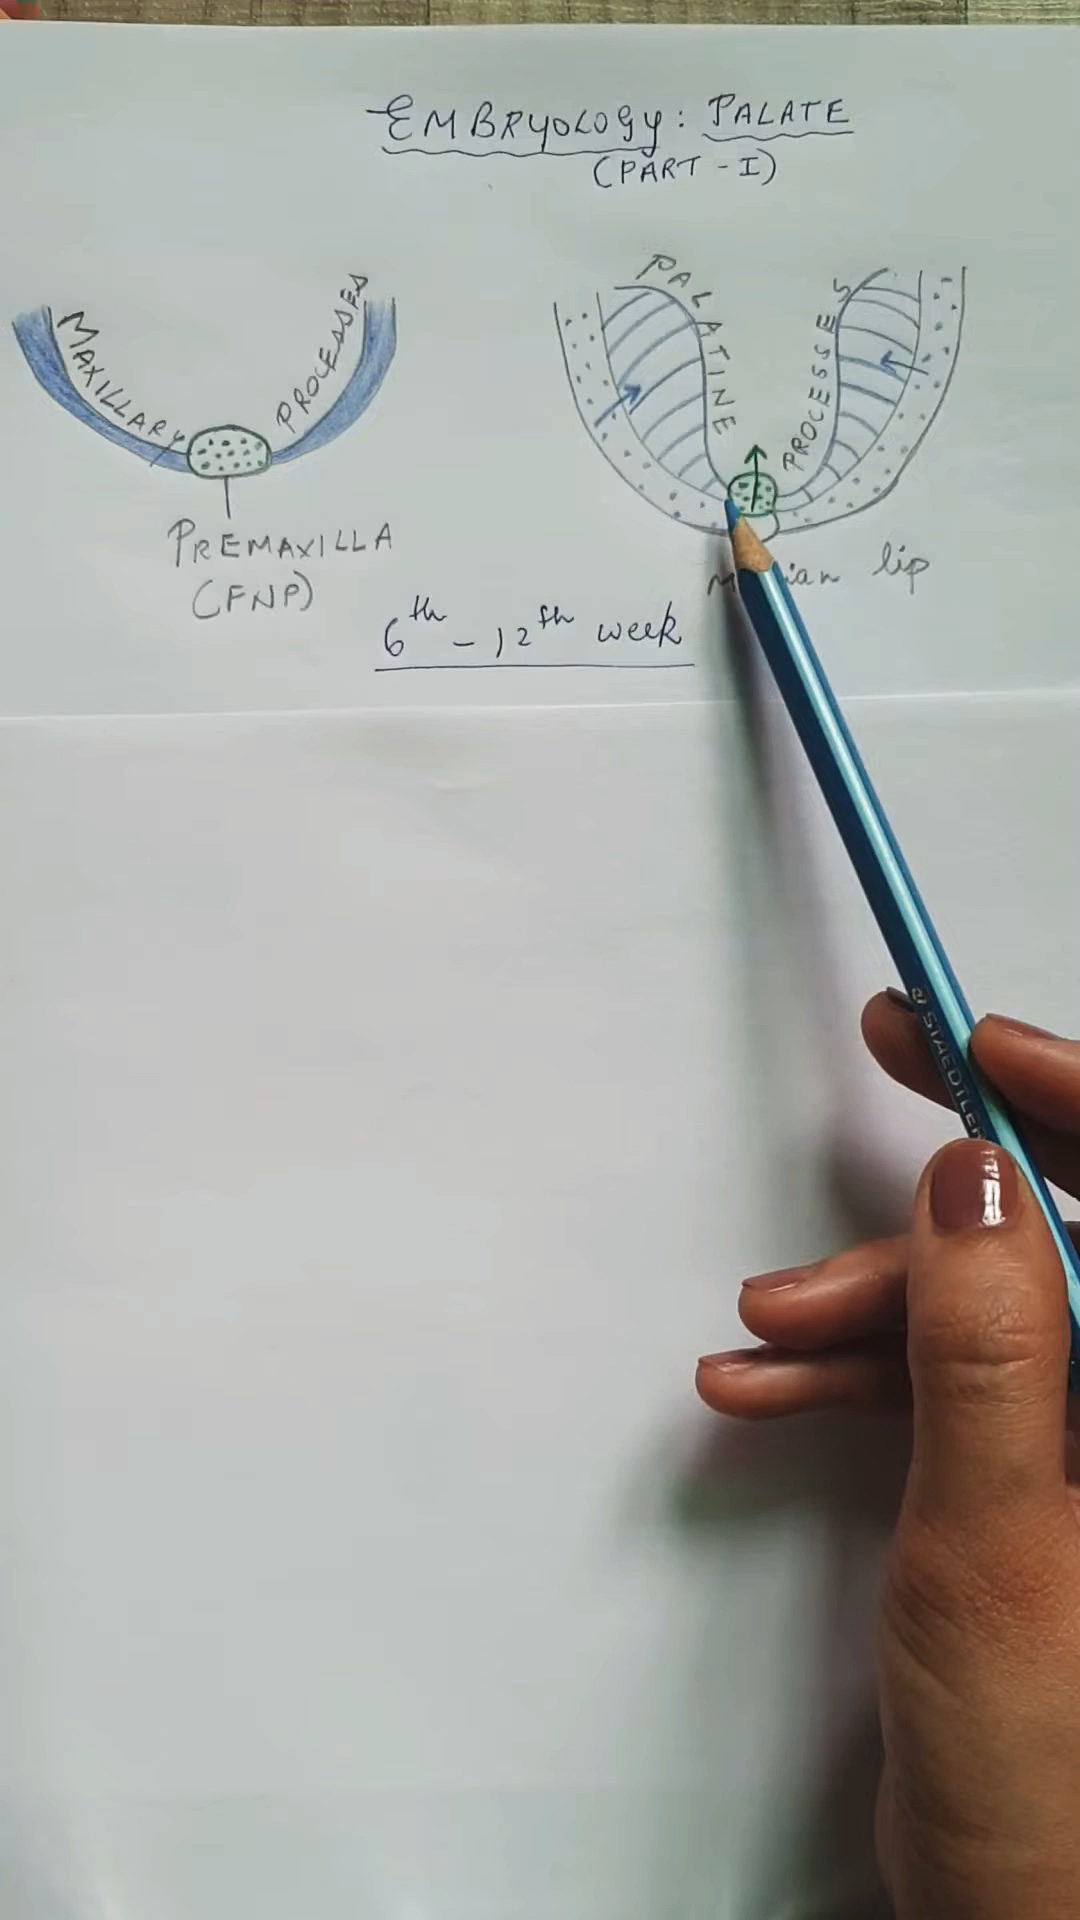 EMBRYOLOGY: PALATE
(PART - I)
MAXILLARY PROCESSES
PREMAXILLA
(FNP)
PALATINE PROCESSES
lip
6th - 12th week
STAEDTLER